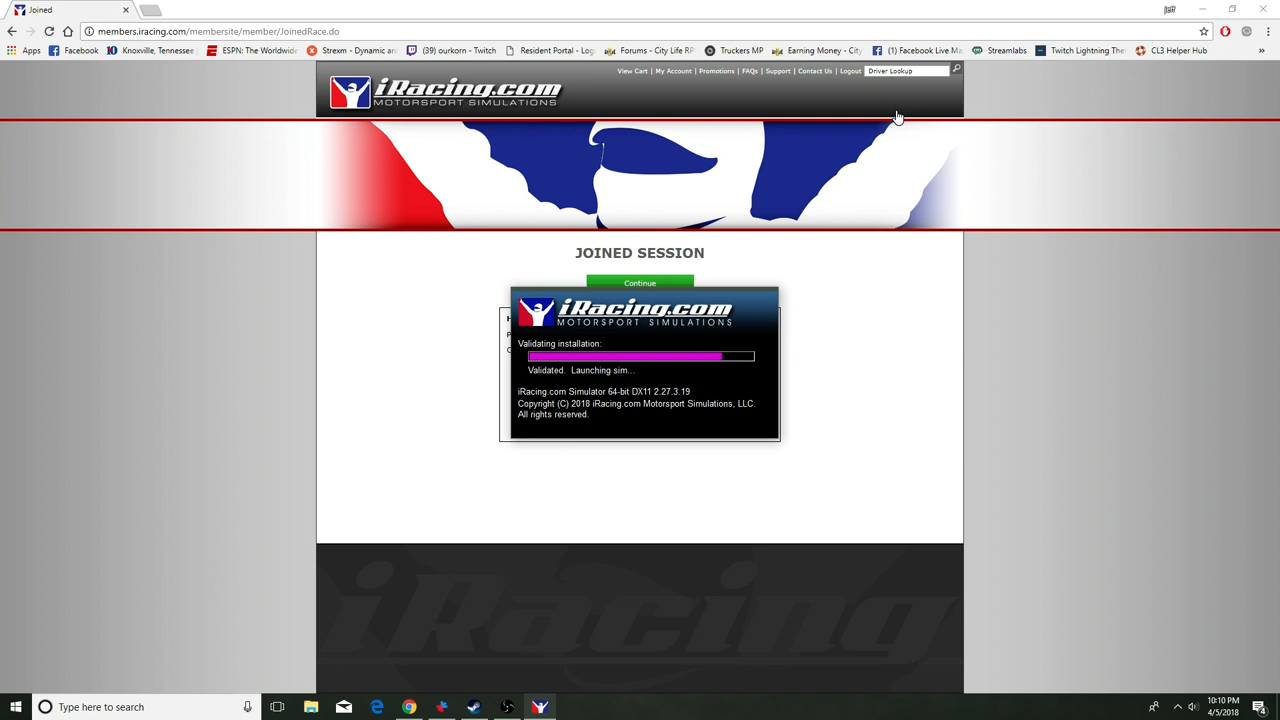 Joined
members.iracing.com/membersite/member/JoinedRace.do
Apps Facebook Knoxville, Tennessee ESPN: The Worldwide Strexm - Dynamic an (39) ourkorn - Twitch Resident Portal - Log Forums - City Life RP Truckers MP Earning Money - City (1) Facebook Live Ma Streamlabs Twitch Lightning The CL3 Helper Hub »
View Cart | My Account | Promotions | FAQs | Support | Contact Us | Logout Driver Lookup
iRacing.com
MOTORSPORT SIMULATIONS
JOINED SESSION
Continue
iRacing.com
MOTORSPORT SIMULATIONS
Validating installation:
Validated. Launching sim...
iRacing.com Simulator 64-bit DX11 2.27.3.19
Copyright (C) 2018 iRacing.com Motorsport Simulations, LLC.
All rights reserved.
iRacing
Type here to search
10:10 PM
4/5/2018
4